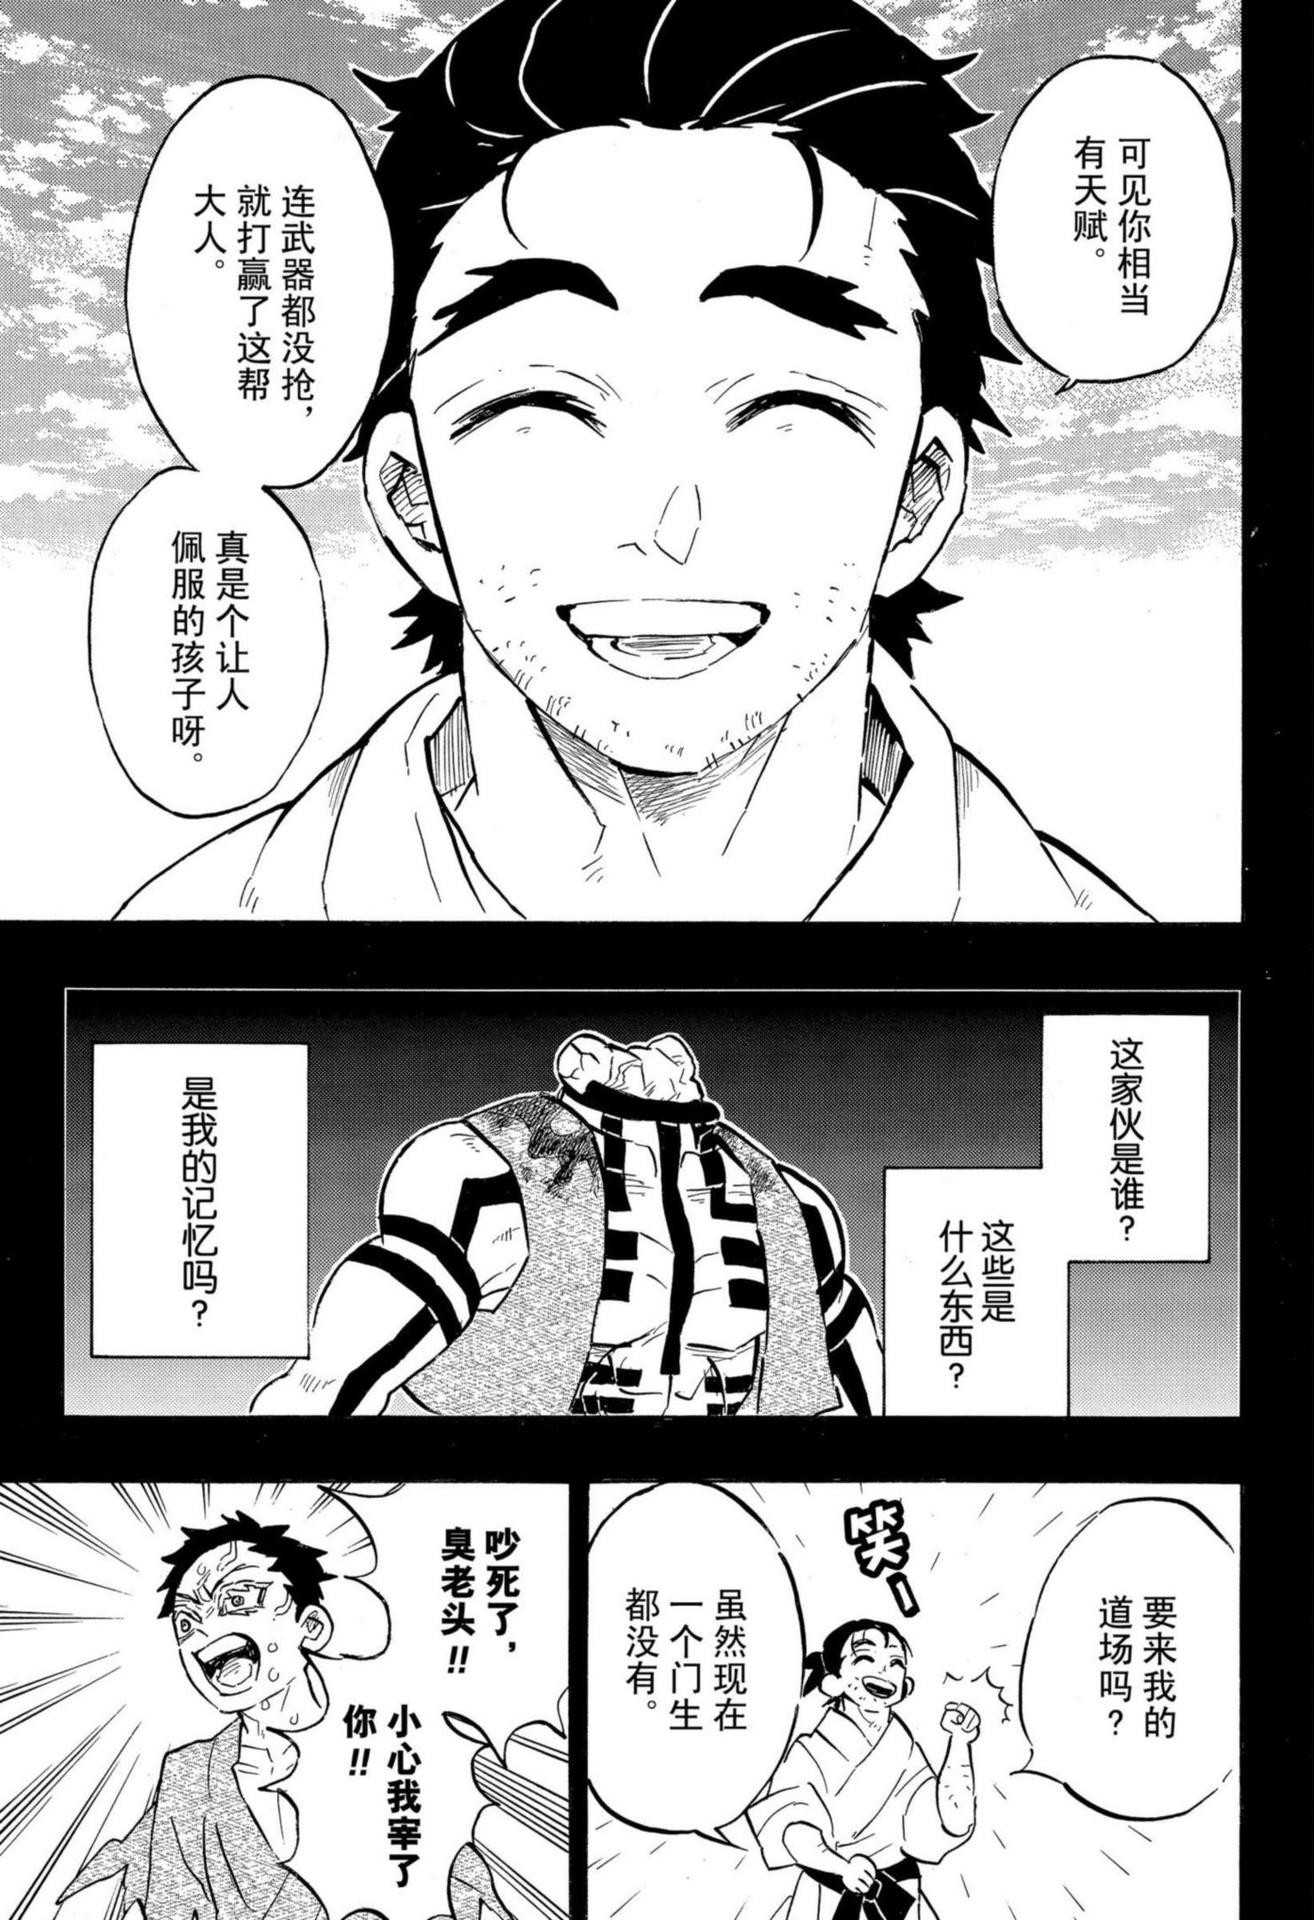 可见你相当
有天赋。
连武器都没抢，
就打赢了这帮
大人。
真是个让人
佩服的孩子呀。
这家伙是谁？
这些是
什么东西？
是我的记忆吗？
要来我的
道场吗？
笑ー
虽然现在
一个门生
都没有。
吵死了，
臭老头!!
小心我宰了
你!!